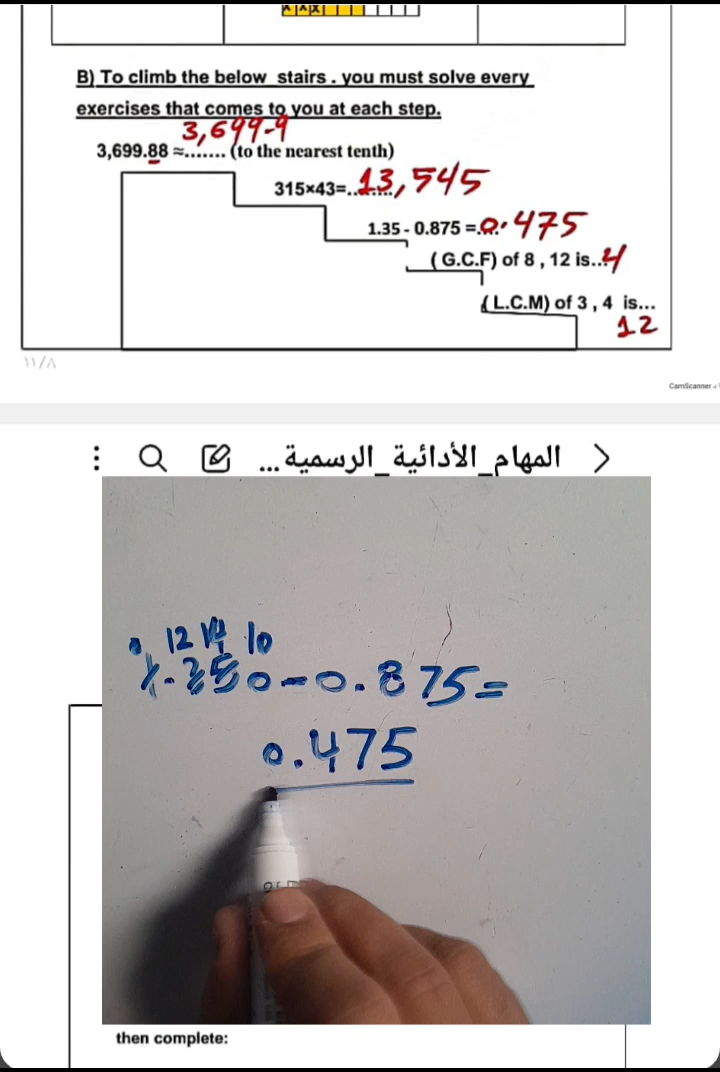 x x x
B) To climb the below stairs . you must solve every
exercises that comes to you at each step.
3,699-9
3,699.88 ≈....... (to the nearest tenth)
315×43=..13,545
1.35 - 0.875 =0.475
( G.C.F) of 8 , 12 is..4
(L.C.M) of 3 , 4 is...
12
١١/٨
CamScanner
المهام_الأدائية_الرسمية ...
0 12 14 10
1.350-0.875=
0.475
then complete: